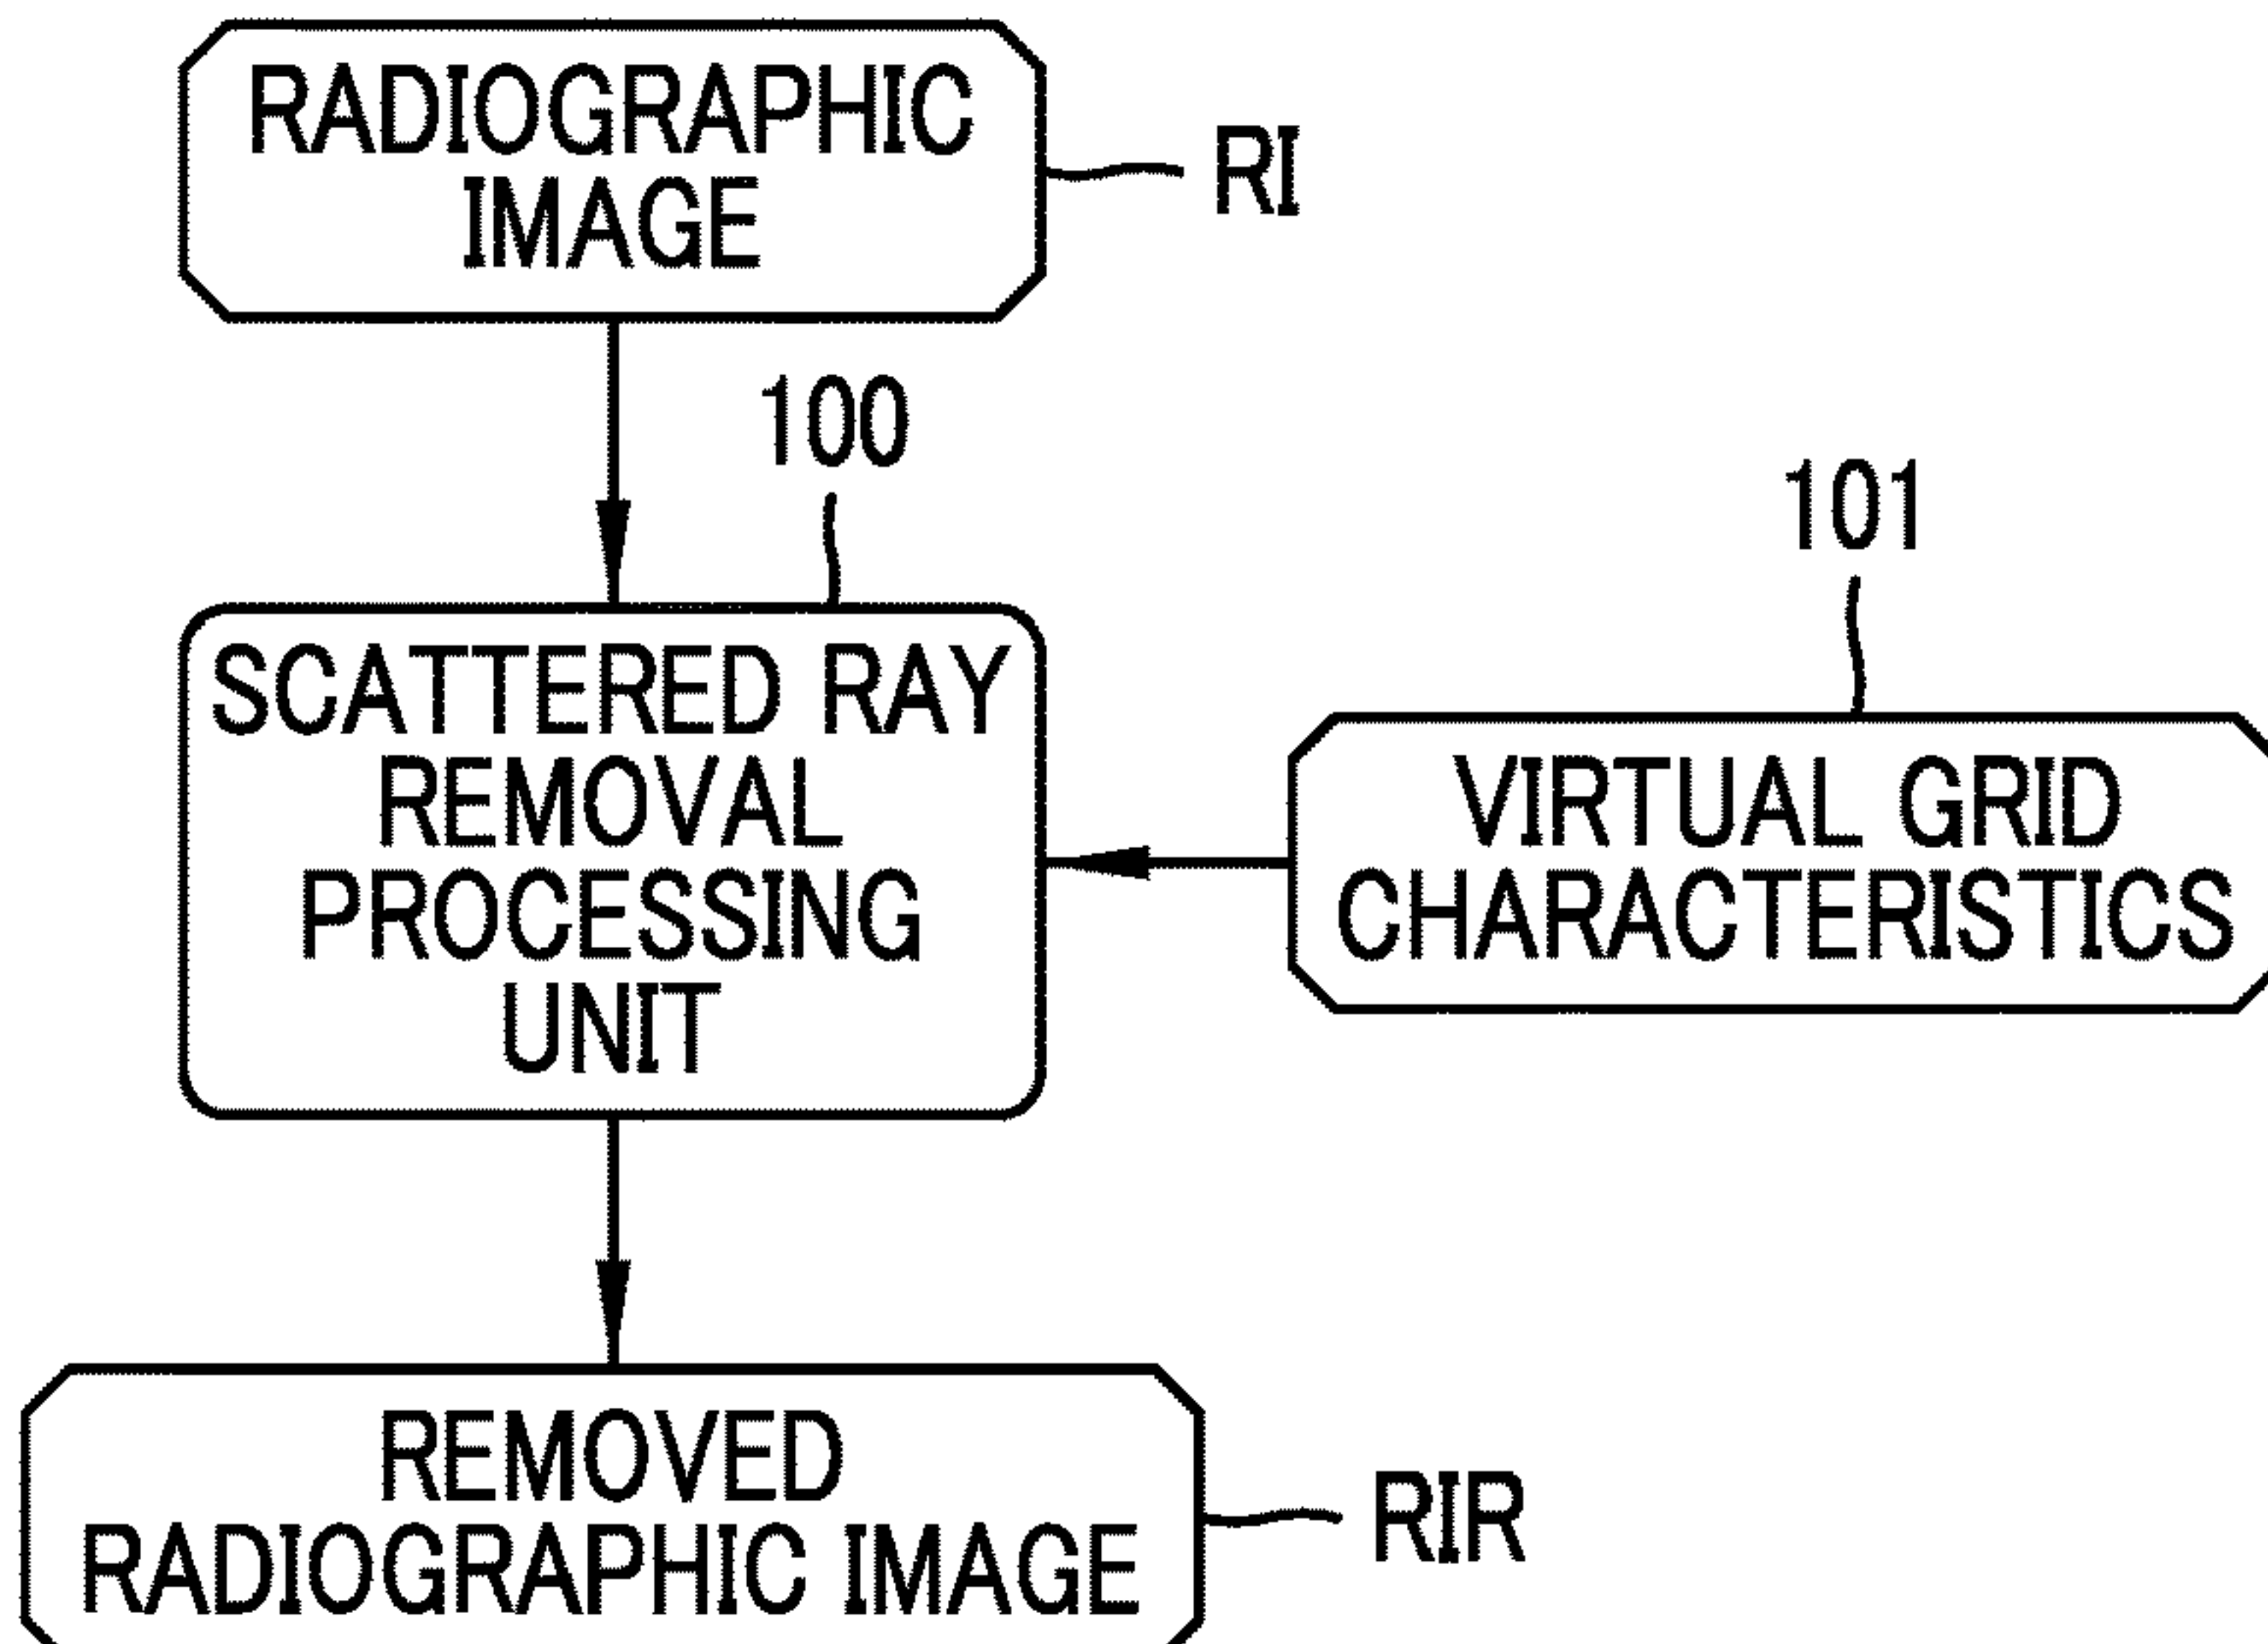 RADIOGRAPHIC
IMAGE
RI
100
101
SCATTERED RAY
REMOVAL
PROCESSING
UNIT
VIRTUAL GRID
CHARACTERISTICS
REMOVED
RADIOGRAPHIC IMAGE
RIR